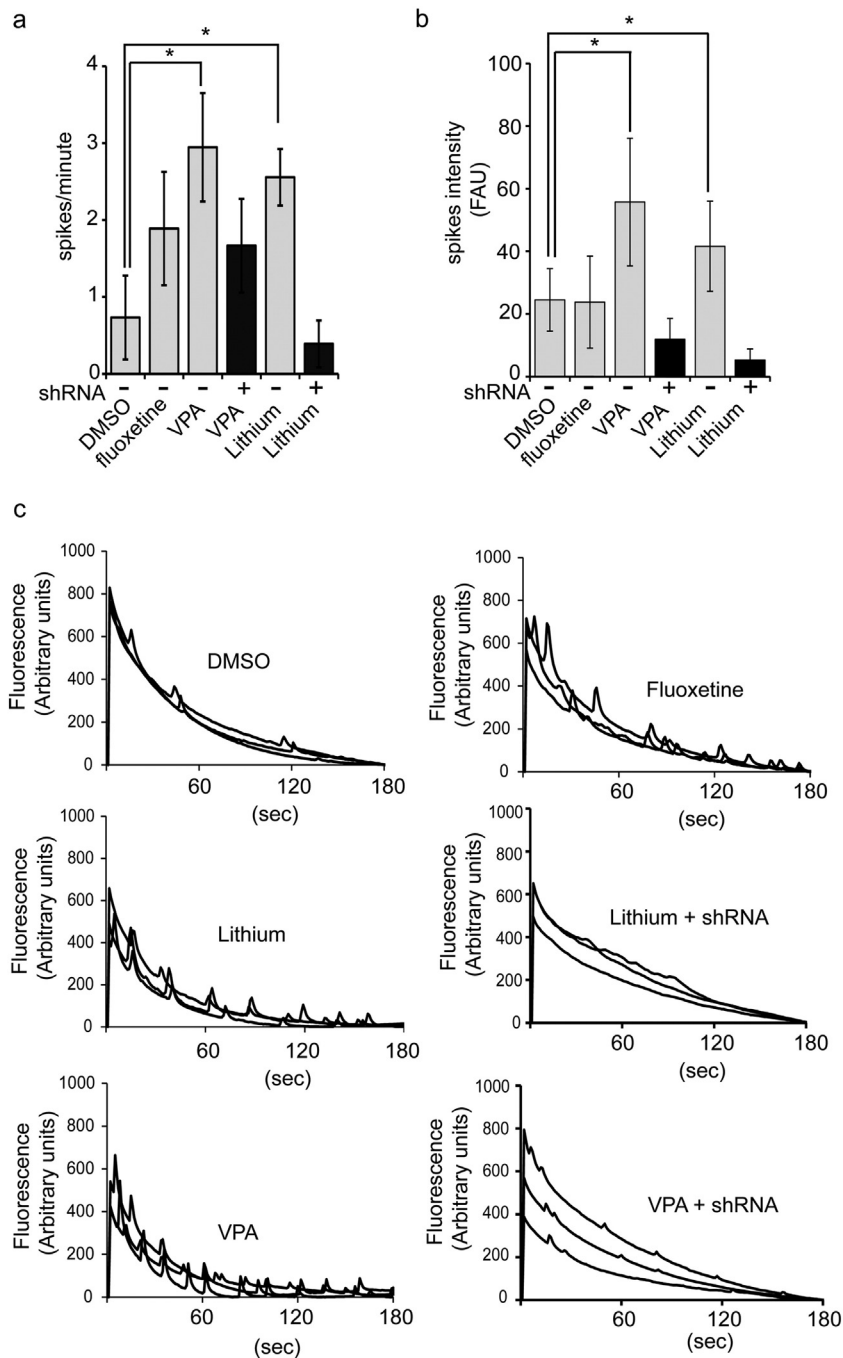 a
*
*
4
3
2
1
0
spikes/minute
shRNA - - - + - +
DMSO
fluoxetine
VPA
VPA
Lithium
Lithium
b
*
*
100
80
60
40
20
0
spikes intensity
(FAU)
- - - + - +
DMSO
fluoxetine
VPA
VPA
Lithium
Lithium
c
Fluorescence
(Arbitrary units)
1000
800
600
400
200
0
DMSO
60 120 180
(sec)
Fluorescence
(Arbitrary units)
1000
800
600
400
200
0
Fluoxetine
60 120 180
(sec)
Fluorescence
(Arbitrary units)
1000
800
600
400
200
0
Lithium
60 120 180
(sec)
Fluorescence
(Arbitrary units)
1000
800
600
400
200
0
Lithium + shRNA
60 120 180
(sec)
Fluorescence
(Arbitrary units)
1000
800
600
400
200
0
VPA
60 120 180
(sec)
Fluorescence
(Arbitrary units)
1000
800
600
400
200
0
VPA + shRNA
60 120 180
(sec)